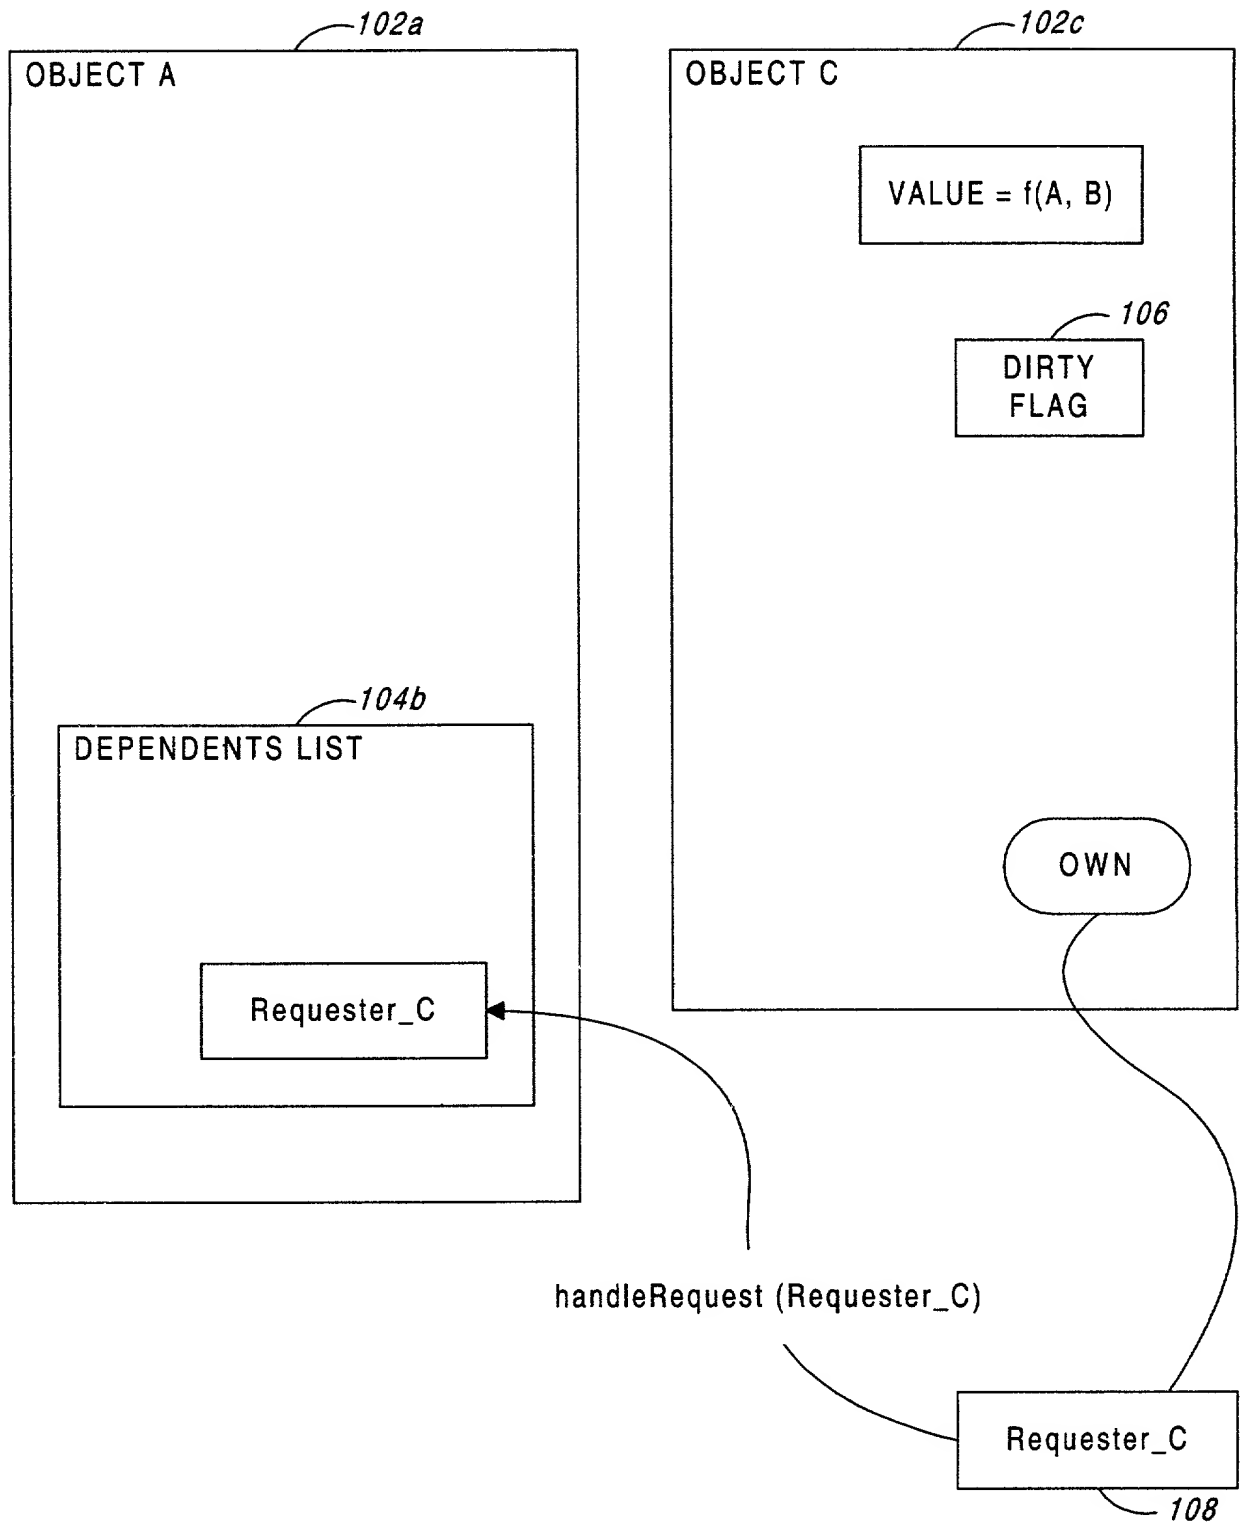 102a
OBJECT A
102c
OBJECT C
VALUE = f(A, B)
106
DIRTY
FLAG
104b
DEPENDENTS LIST
OWN
Requester_C
handleRequest (Requester_C)
Requester_C
108